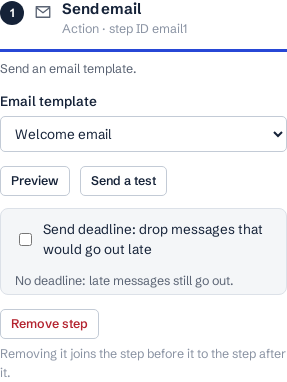 1 Send email
Action · step ID email1
Send an email template.
Email template
Welcome email
Preview Send a test
Send deadline: drop messages that
would go out late
No deadline: late messages still go out.
Remove step
Removing it joins the step before it to the step after
it.